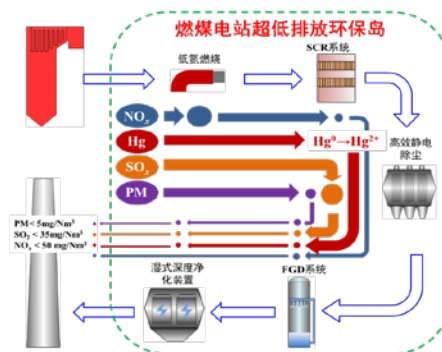 燃煤电站超低排放环保岛
低氮燃烧
SCR系统
NOx
Hg
Hg⁰→Hg²⁺
SOx
PM
高效静电
除尘
PM< 5mg/Nm³
SO₂ < 35mg/Nm³
NOx < 50 mg/Nm³
湿式深度净
化装置
FGD系统